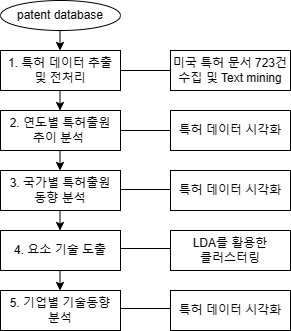 patent database
1. 특허 데이터 추출
및 전처리
미국 특허 문서 723건
수집 및 Text mining
2. 연도별 특허출원
추이 분석
특허 데이터 시각화
3. 국가별 특허출원
동향 분석
특허 데이터 시각화
4. 요소 기술 도출
LDA를 활용한
클러스터링
5. 기업별 기술동향
분석
특허 데이터 시각화